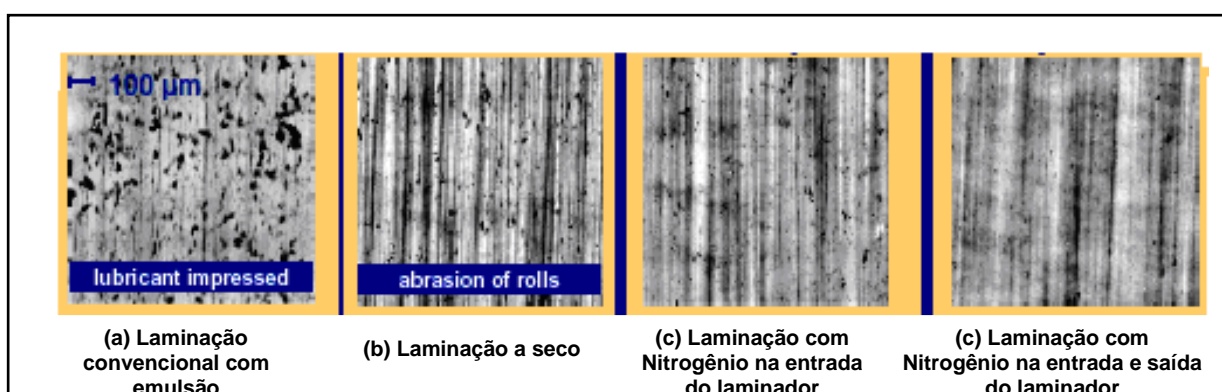 100 µm
lubricant impressed
abrasion of rolls
(a) Laminação
convencional com
emulsão
(b) Laminação a seco
(c) Laminação com
Nitrogênio na entrada
do laminador
(c) Laminação com
Nitrogênio na entrada e saída
do laminador